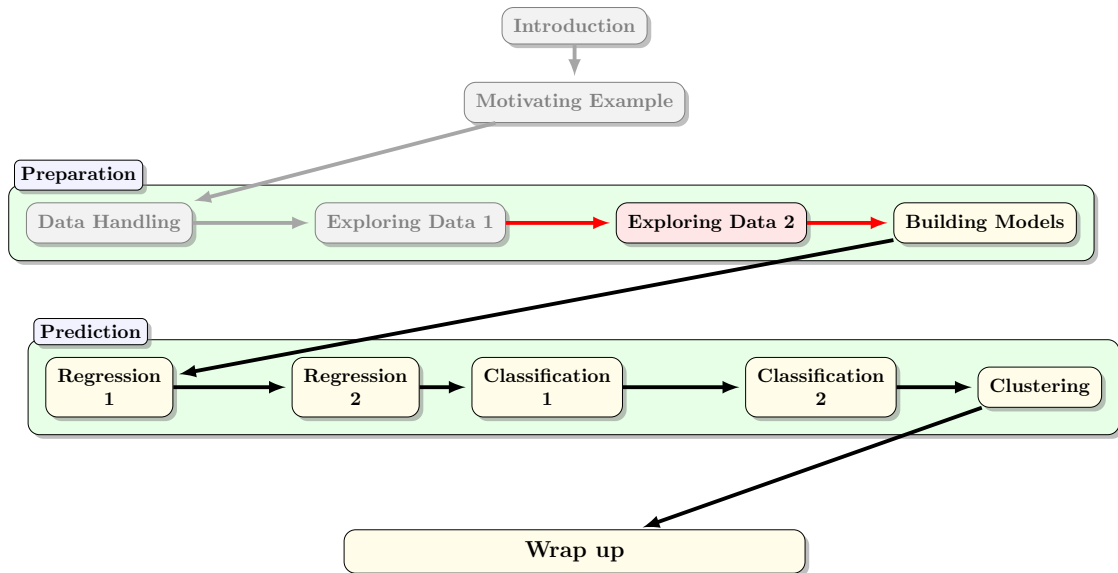 Introduction
Motivating Example
Preparation
Data Handling
Exploring Data 1
Exploring Data 2
Building Models
Prediction
Regression
1
Regression
2
Classification
1
Classification
2
Clustering
Wrap up